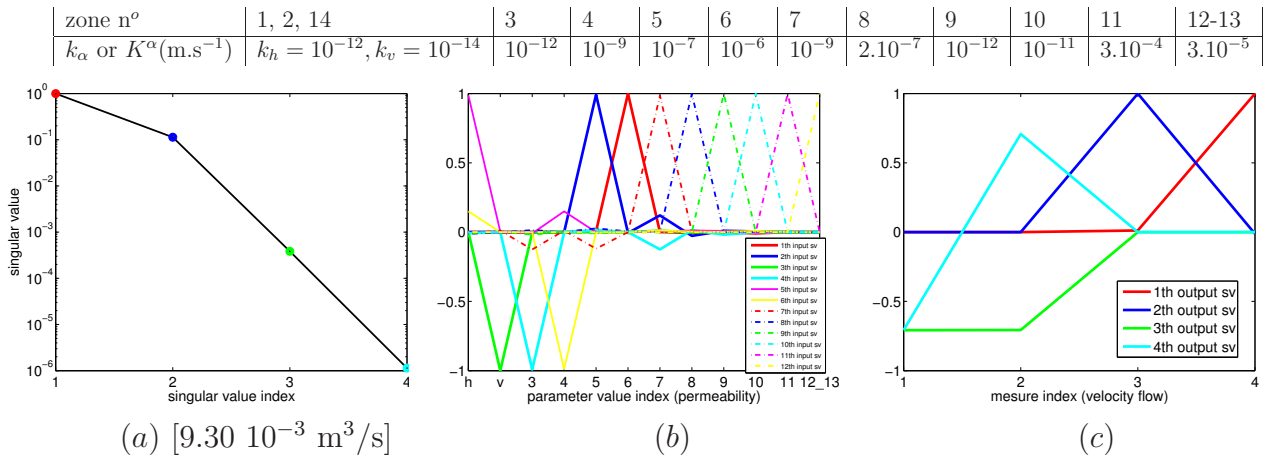 zone nᵒ 1, 2, 14 3 4 5 6 7 8 9 10 11 12-13
kα or Kᵅ(m.s⁻¹) kₕ = 10⁻¹², kᵥ = 10⁻¹⁴ 10⁻¹² 10⁻⁹ 10⁻⁷ 10⁻⁶ 10⁻⁹ 2.10⁻⁷ 10⁻¹² 10⁻¹¹ 3.10⁻⁴ 3.10⁻⁵
10⁰
10⁻¹
10⁻²
10⁻³
10⁻⁴
10⁻⁵
10⁻⁶
singular value
1 2 3 4
singular value index
(a) [9.30 10⁻³ m³/s]
1
0.5
0
−0.5
−1
h v 3 4 5 6 7 8 9 10 11 12_13
parameter value index (permeability)
1th input sv
2th input sv
3th input sv
4th input sv
5th input sv
6th input sv
7th input sv
8th input sv
9th input sv
10th input sv
11th input sv
12th input sv
(b)
1
0.5
0
−0.5
−1
1 2 3 4
mesure index (velocity flow)
1th output sv
2th output sv
3th output sv
4th output sv
(c)